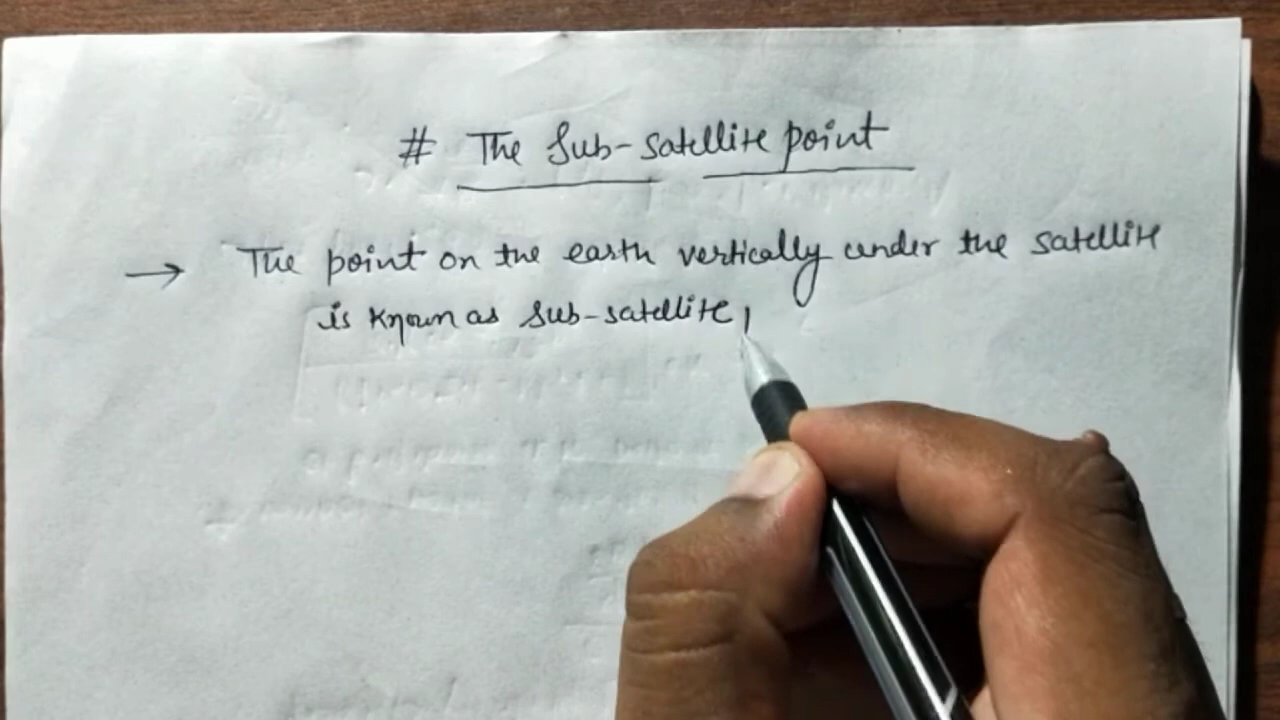 # The Sub-satellite point
→ The point on the earth vertically under the satellite
is known as sub-satellite